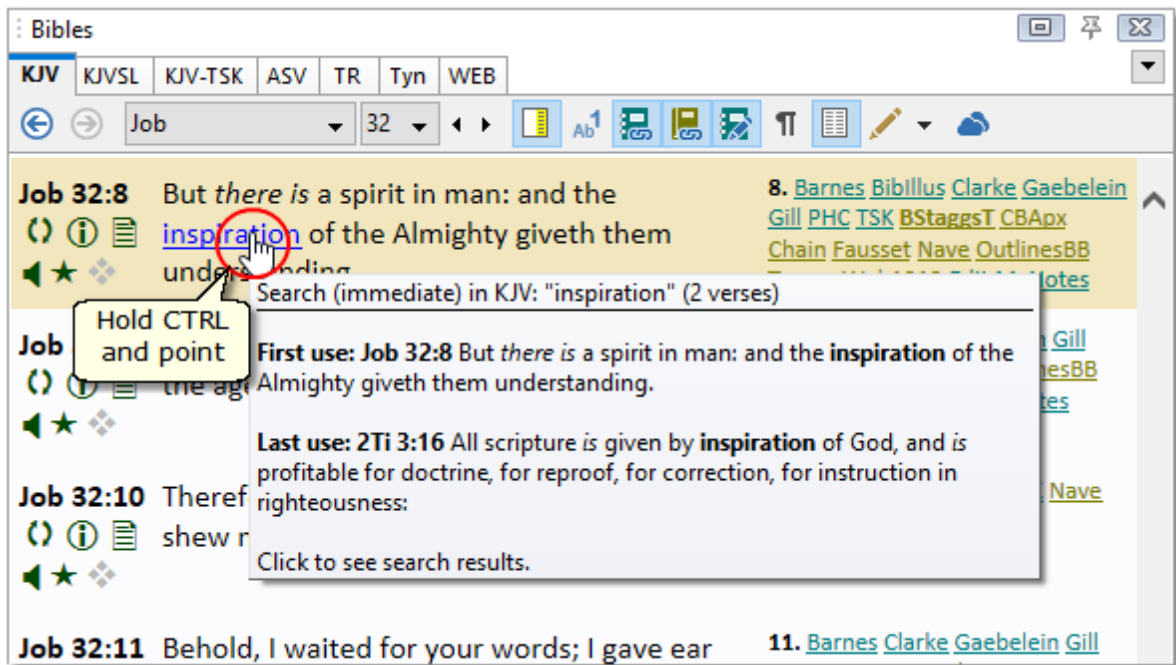 Bibles
KJV KJVSL KJV-TSK ASV TR Tyn WEB
Job 32 Ab1
Job 32:8 But there is a spirit in man: and the
inspiration of the Almighty giveth them
understanding.
8. Barnes BibIllus Clarke Gaebelein
Gill PHC TSK BStaggsT CBApx
Chain Fausset Nave OutlinesBB
Notes
Hold CTRL
and point
Search (immediate) in KJV: "inspiration" (2 verses)
First use: Job 32:8 But there is a spirit in man: and the inspiration of the
Almighty giveth them understanding.
Last use: 2Ti 3:16 All scripture is given by inspiration of God, and is
profitable for doctrine, for reproof, for correction, for instruction in
righteousness:
Click to see search results.
Job
the
Gill
Job 32:10 Theref
shew
Nave
Job 32:11 Behold, I waited for your words; I gave ear
11. Barnes Clarke Gaebelein Gill